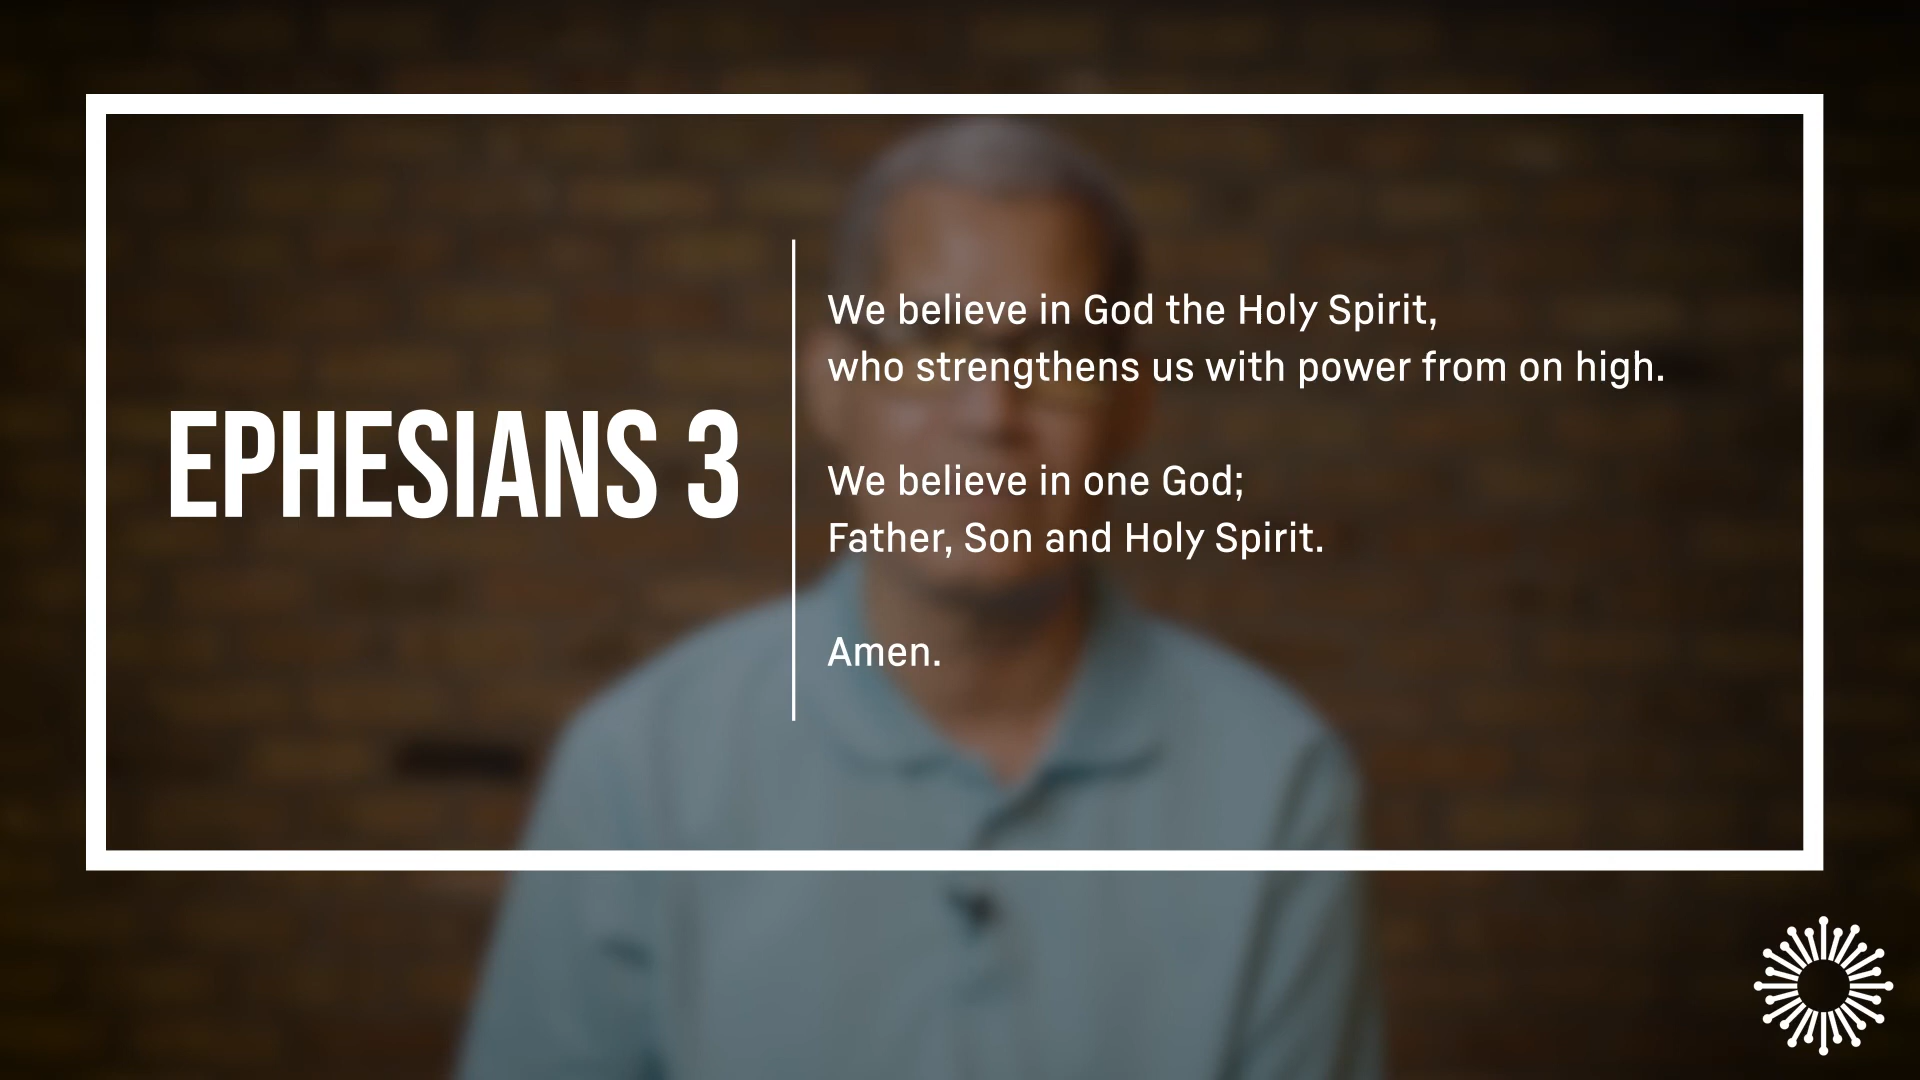 EPHESIANS 3
We believe in God the Holy Spirit,
who strengthens us with power from on high.
We believe in one God;
Father, Son and Holy Spirit.
Amen.